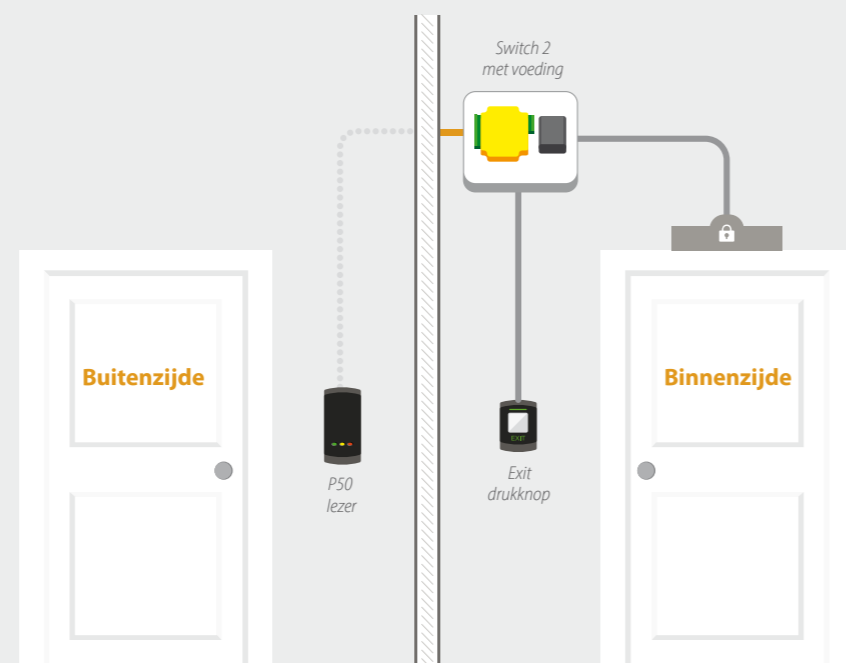 Switch 2
met voeding
Buitenzijde
Binnenzijde
EXIT
P50
lezer
Exit
drukknop